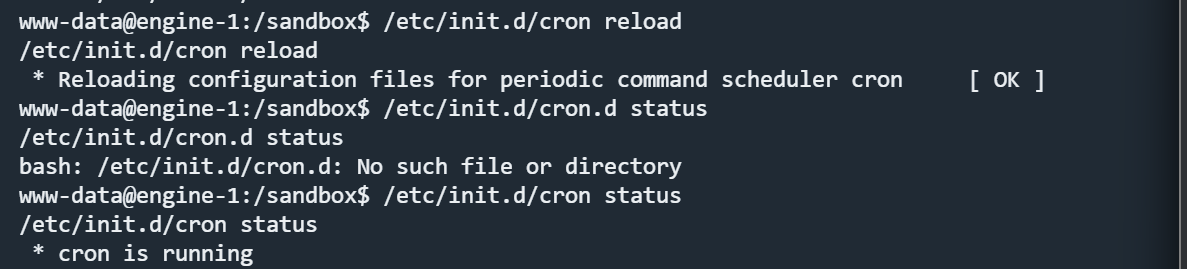 www-data@engine-1:/sandbox$ /etc/init.d/cron reload
/etc/init.d/cron reload
 * Reloading configuration files for periodic command scheduler cron     [ OK ]
www-data@engine-1:/sandbox$ /etc/init.d/cron.d status
/etc/init.d/cron.d status
bash: /etc/init.d/cron.d: No such file or directory
www-data@engine-1:/sandbox$ /etc/init.d/cron status
/etc/init.d/cron status
 * cron is running